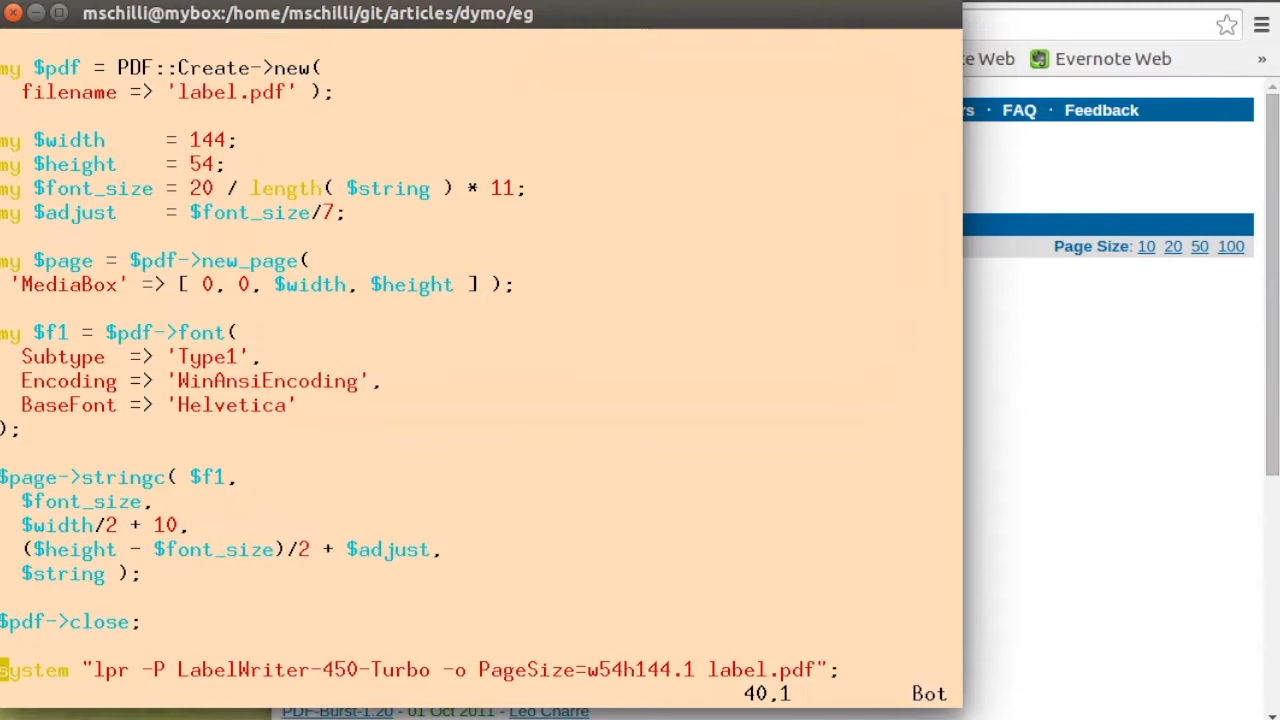 mschilli@mybox:/home/mschilli/git/articles/dymo/eg
my $pdf = PDF::Create->new(
  filename => 'label.pdf' );
my $width     = 144;
my $height    = 54;
my $font_size = 20 / length( $string ) * 11;
my $adjust    = $font_size/7;
my $page = $pdf->new_page(
 'MediaBox' => [ 0, 0, $width, $height ] );
my $f1 = $pdf->font(
  Subtype  => 'Type1',
  Encoding => 'WinAnsiEncoding',
  BaseFont => 'Helvetica'
);
$page->stringc( $f1,
  $font_size,
  $width/2 + 10,
  ($height - $font_size)/2 + $adjust,
  $string );
$pdf->close;
system "lpr -P LabelWriter-450-Turbo -o PageSize=w54h144.1 label.pdf";
40,1 Bot
e Web Evernote Web »
rs · FAQ · Feedback
Page Size: 10 20 50 100
PDF-Burst-1.20 - 01 Oct 2011 - Leo Charre